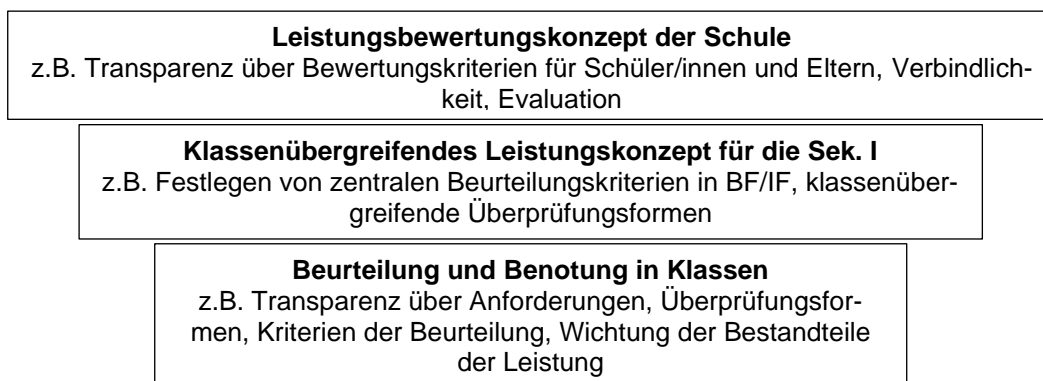 Leistungsbewertungskonzept der Schule
z.B. Transparenz über Bewertungskriterien für Schüler/innen und Eltern, Verbindlich-
keit, Evaluation
Klassenübergreifendes Leistungskonzept für die Sek. I
z.B. Festlegen von zentralen Beurteilungskriterien in BF/IF, klassenüber-
greifende Überprüfungsformen
Beurteilung und Benotung in Klassen
z.B. Transparenz über Anforderungen, Überprüfungsfor-
men, Kriterien der Beurteilung, Wichtung der Bestandteile
der Leistung